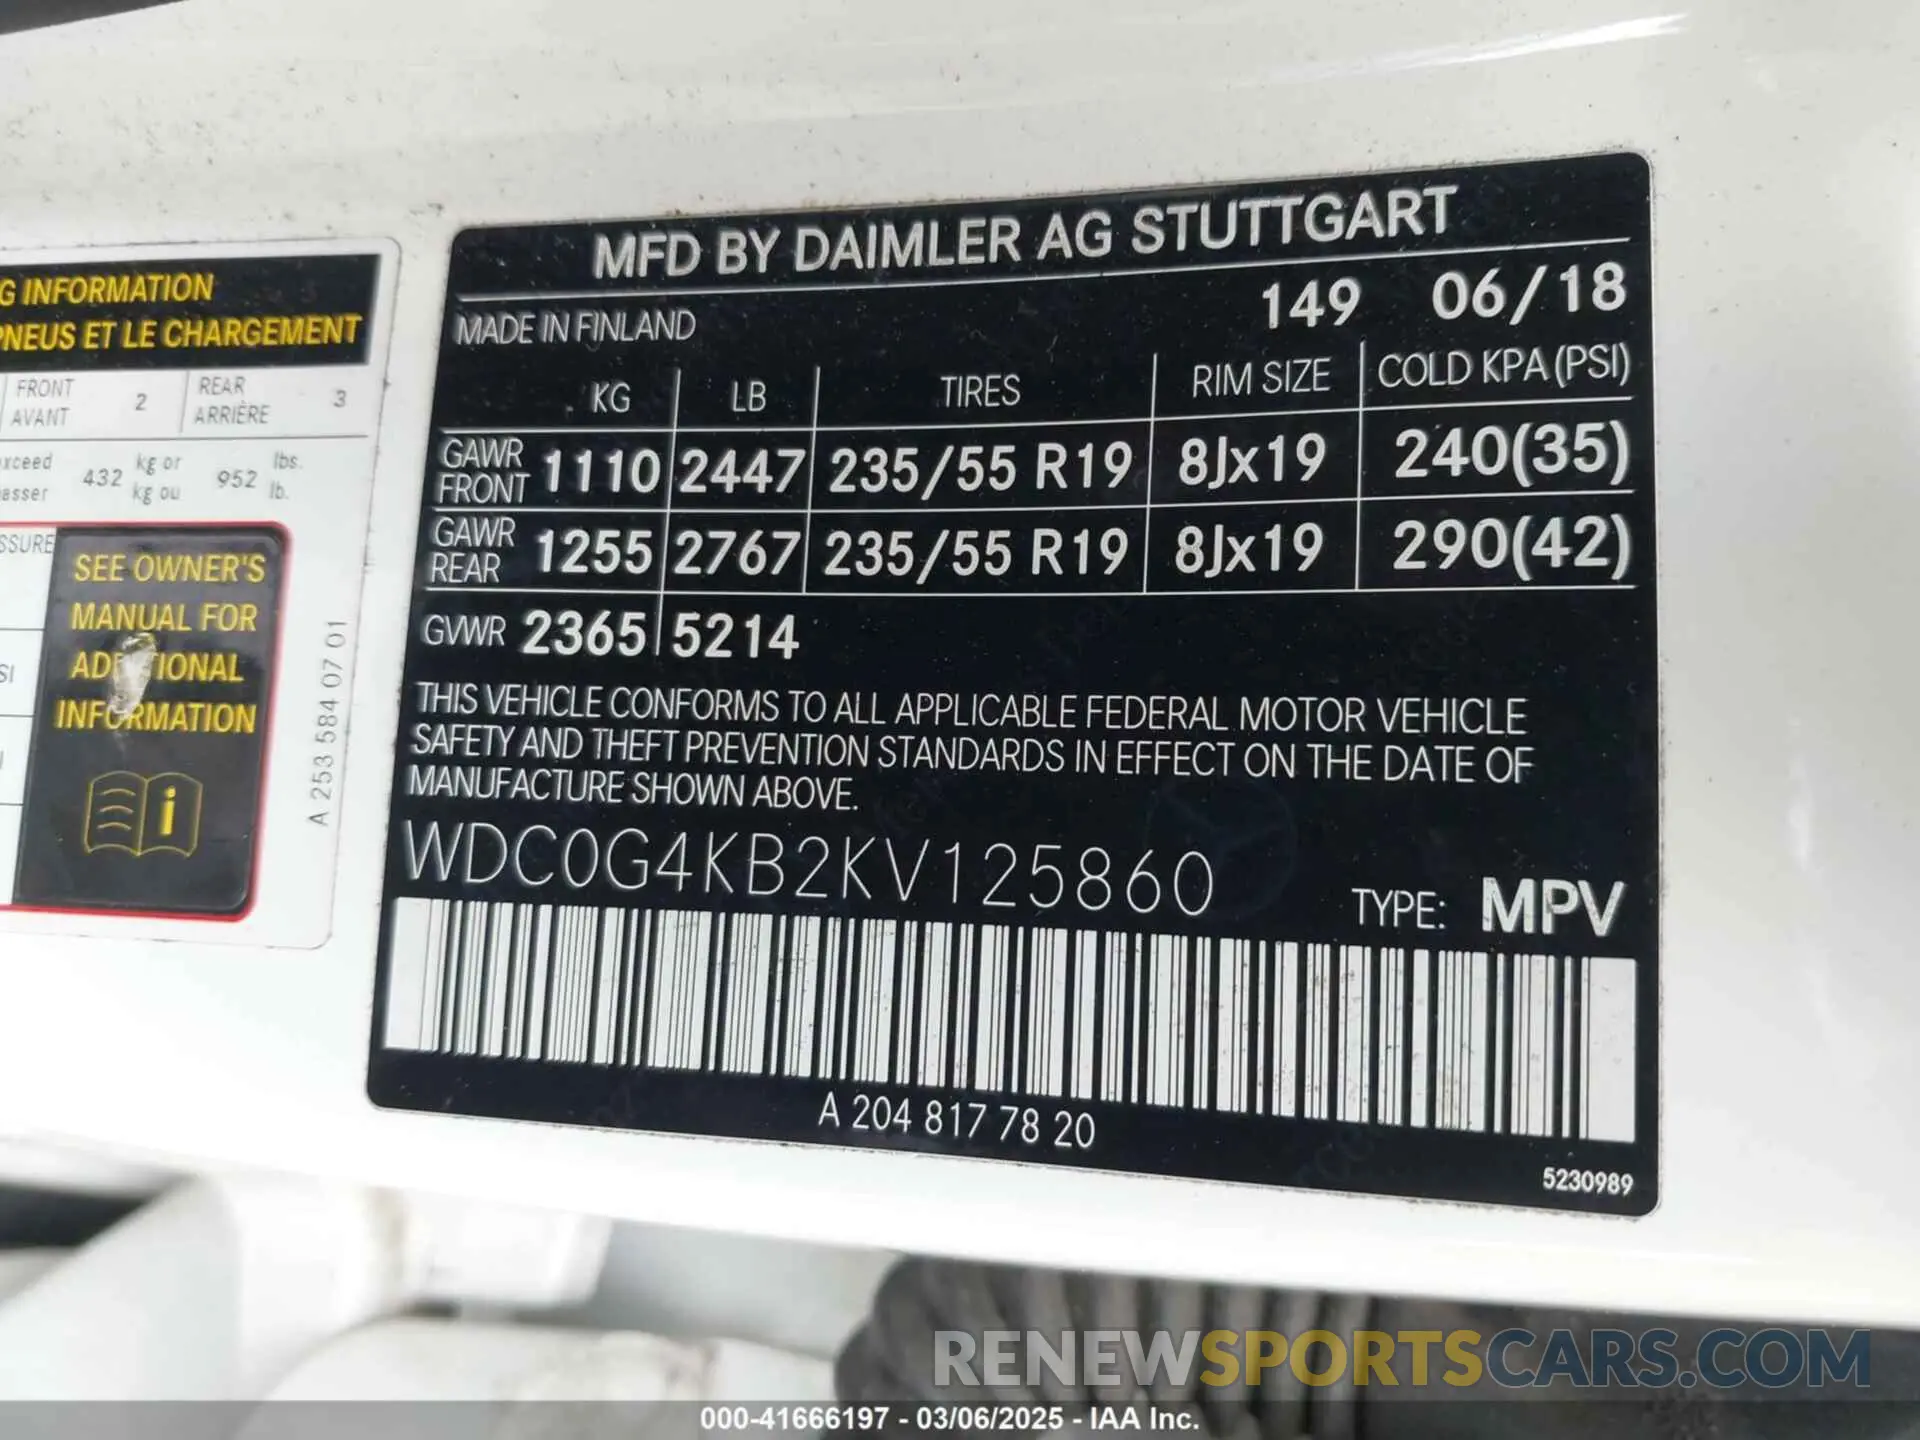 G INFORMATION
PNEUS ET LE CHARGEMENT
FRONT
AVANT 2 REAR
ARRIÈRE 3
exceed
432 kg or
kg ou 952 lbs.
lb.
SSURE
SI
SEE OWNER'S
MANUAL FOR
INFORMATION
i
A 253 584 07 01
MFD BY DAIMLER AG STUTTGART
MADE IN FINLAND 149 06/18
KG LB TIRES RIM SIZE COLD KPA (PSI)
GAWR
FRONT 1110 2447 235/55 R19 8Jx19 240(35)
GAWR
REAR 1255 2767 235/55 R19 8Jx19 290(42)
GVWR 2365 5214
THIS VEHICLE CONFORMS TO ALL APPLICABLE FEDERAL MOTOR VEHICLE
SAFETY AND THEFT PREVENTION STANDARDS IN EFFECT ON THE DATE OF
MANUFACTURE SHOWN ABOVE.
WDC0G4KB2KV125860 TYPE: MPV
A 204 817 78 20
5230989
RENEWSPORTSCARS.COM
000-41666197 - 03/06/2025 - IAA Inc.